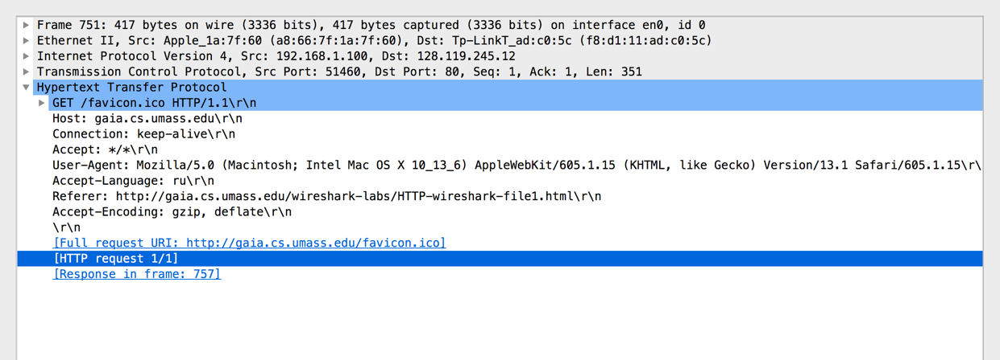 Frame 751: 417 bytes on wire (3336 bits), 417 bytes captured (3336 bits) on interface en0, id 0
Ethernet II, Src: Apple_1a:7f:60 (a8:66:7f:1a:7f:60), Dst: Tp-LinkT_ad:c0:5c (f8:d1:11:ad:c0:5c)
Internet Protocol Version 4, Src: 192.168.1.100, Dst: 128.119.245.12
Transmission Control Protocol, Src Port: 51460, Dst Port: 80, Seq: 1, Ack: 1, Len: 351
Hypertext Transfer Protocol
GET /favicon.ico HTTP/1.1\r\n
Host: gaia.cs.umass.edu\r\n
Connection: keep-alive\r\n
Accept: */*\r\n
User-Agent: Mozilla/5.0 (Macintosh; Intel Mac OS X 10_13_6) AppleWebKit/605.1.15 (KHTML, like Gecko) Version/13.1 Safari/605.1.15\r\
Accept-Language: ru\r\n
Referer: http://gaia.cs.umass.edu/wireshark-labs/HTTP-wireshark-file1.html\r\n
Accept-Encoding: gzip, deflate\r\n
\r\n
[Full request URI: http://gaia.cs.umass.edu/favicon.ico]
[HTTP request 1/1]
[Response in frame: 757]